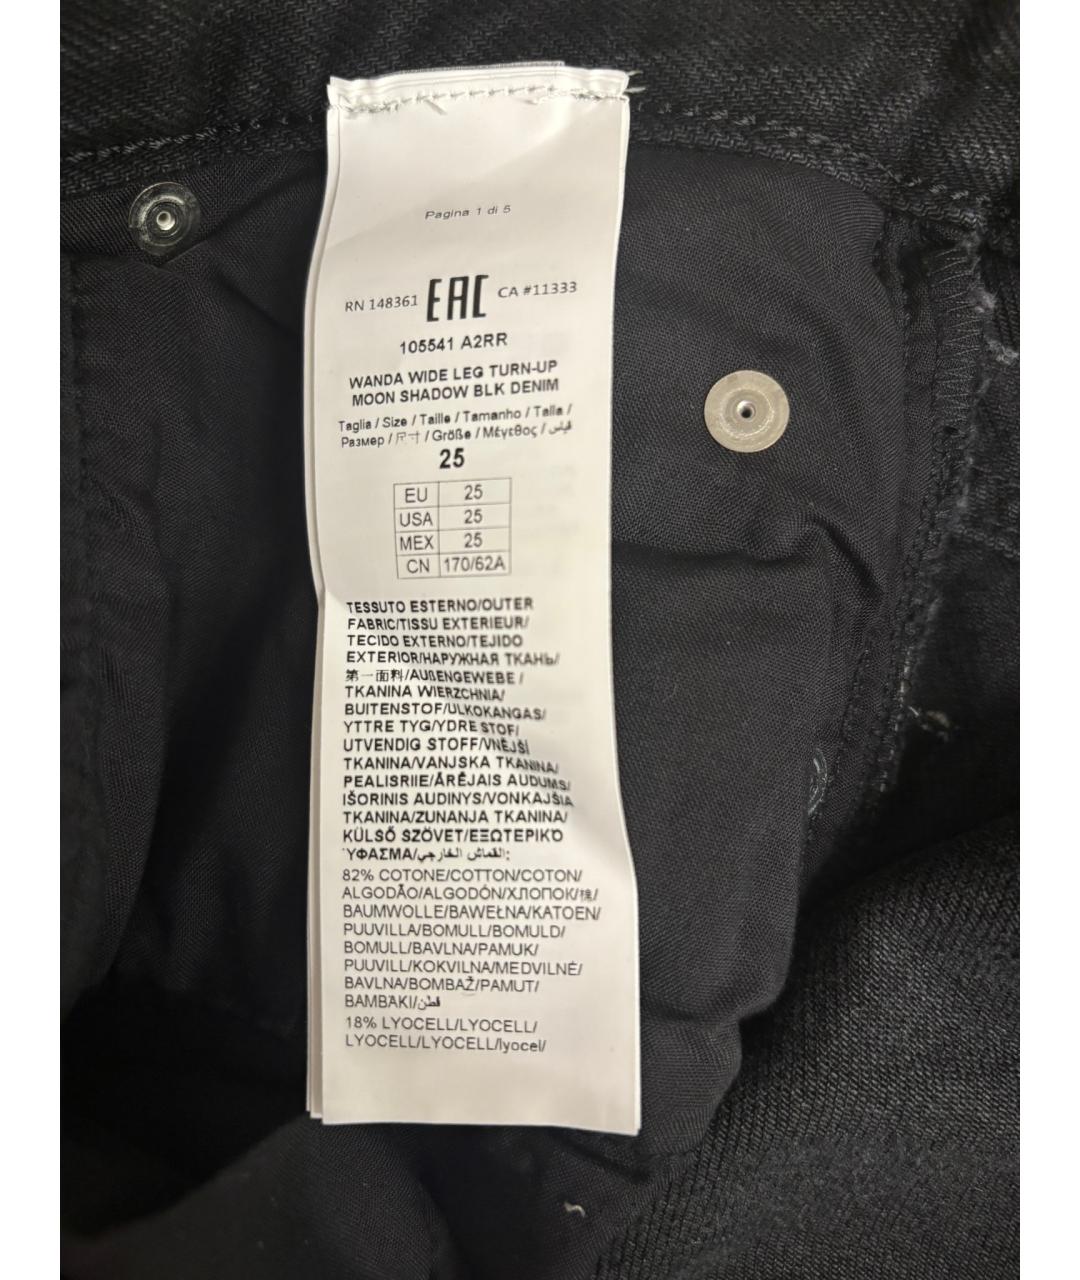 Pagina 1 di 5
RN 148361 EAC CA #11333
105541 A2RR
WANDA WIDE LEG TURN-UP
MOON SHADOW BLK DENIM
Taglia / Size / Taille / Tamanho / Talla /
Размер / 尺寸 / Größe / Μέγεθος / قياس
25
EU 25
USA 25
MEX 25
CN 170/62A
TESSUTO ESTERNO/OUTER
FABRIC/TISSU EXTERIEUR/
TECIDO EXTERNO/TEJIDO
EXTERIOR/НАРУЖНАЯ ТКАНЬ/
第一面料/AUßENGEWEBE /
TKANINA WIERZCHNIA/
BUITENSTOF/ULKOKANGAS/
YTTRE TYG/YDRE STOF/
UTVENDIG STOFF/VNĚJŠÍ
TKANINA/VANJSKA TKANINA/
PEALISRIIE/ĀRĒJAIS AUDUMS/
IŠORINIS AUDINYS/VONKAJŠIA
TKANINA/ZUNANJA TKANINA/
KÜLSŐ SZÖVET/ΕΞΩΤΕΡΙΚΌ
ΎΦΑΣΜΑ/القماش الخارجي:
82% COTONE/COTTON/COTON/
ALGODÃO/ALGODÓN/ХЛОПОК/棉/
BAUMWOLLE/BAWEŁNA/KATOEN/
PUUVILLA/BOMULL/BOMULD/
BOMULL/BAVLNA/PAMUK/
PUUVILL/KOKVILNA/MEDVILNĖ/
BAVLNA/BOMBAŽ/PAMUT/
ΒΑΜΒΆΚΙ/قطن
18% LYOCELL/LYOCELL/
LYOCELL/LYOCELL/lyocel/